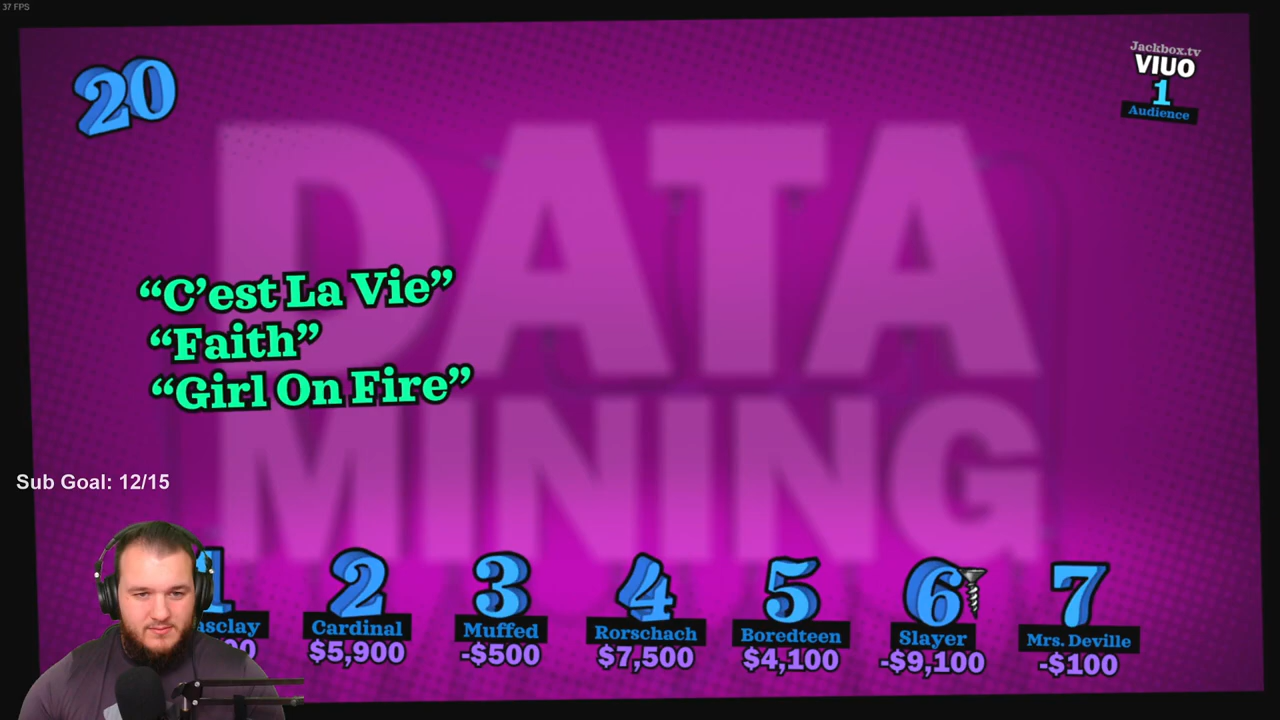 37 FPS
20
Jackbox.tv
VIUO
1
Audience
DATA
MINING
“C’est La Vie”
“Faith”
“Girl On Fire”
Sub Goal: 12/15
1 2 3 4 5 6 7
Cardinal Muffed Rorschach Boredteen Slayer Mrs. Deville
$5,900 -$500 $7,500 $4,100 -$9,100 -$100